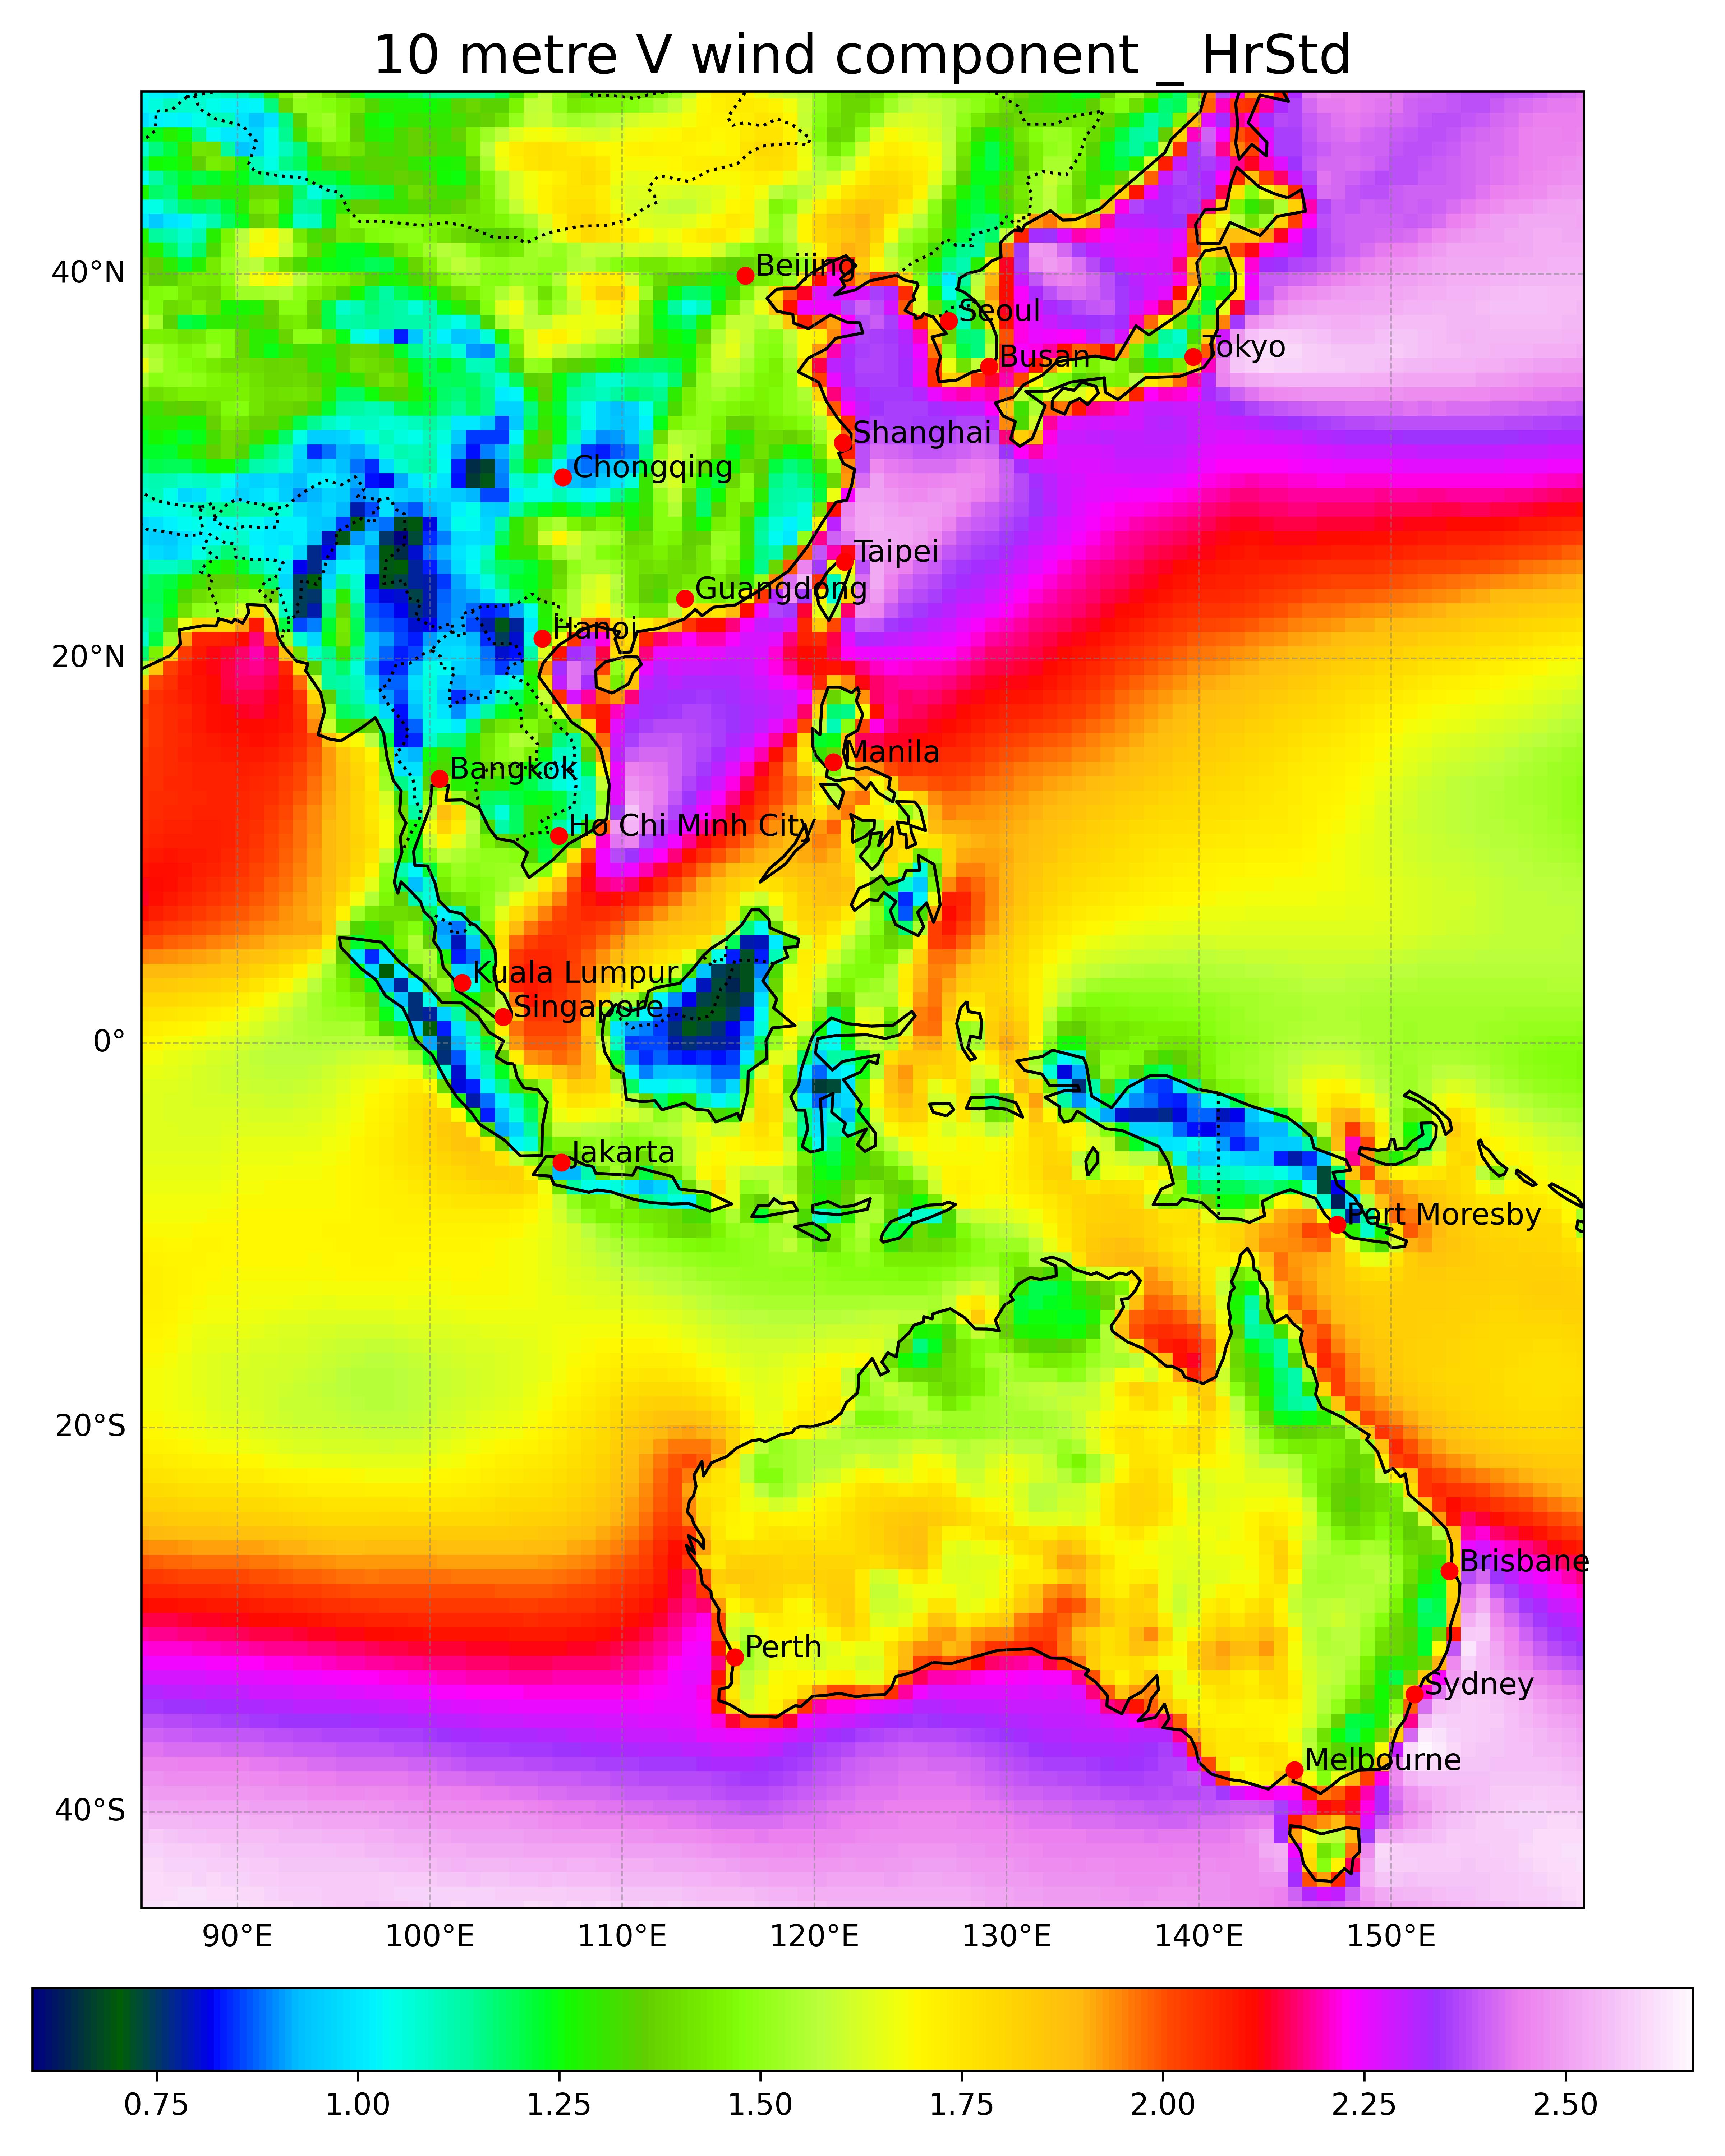 10 metre V wind component _ HrStd
40°N
20°N
0°
20°S
40°S
Beijing
Seoul
Tokyo
Busan
Shanghai
Chongqing
Taipei
Guangdong
Hanoi
Manila
Bangkok
Ho Chi Minh City
Kuala Lumpur
Singapore
Jakarta
Port Moresby
Brisbane
Perth
Sydney
Melbourne
90°E 100°E 110°E 120°E 130°E 140°E 150°E
0.75 1.00 1.25 1.50 1.75 2.00 2.25 2.50